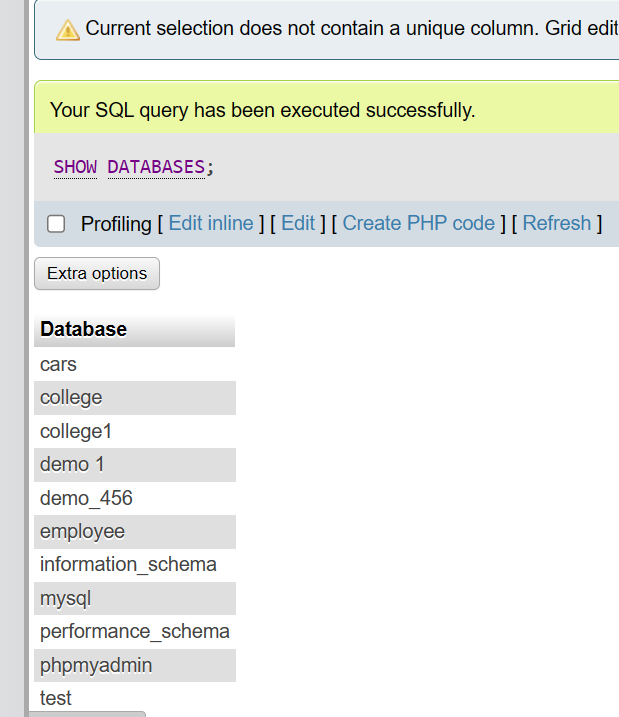 Current selection does not contain a unique column. Grid edit
Your SQL query has been executed successfully.
SHOW DATABASES;
Profiling [ Edit inline ] [ Edit ] [ Create PHP code ] [ Refresh ]
Extra options
Database
cars
college
college1
demo 1
demo_456
employee
information_schema
mysql
performance_schema
phpmyadmin
test